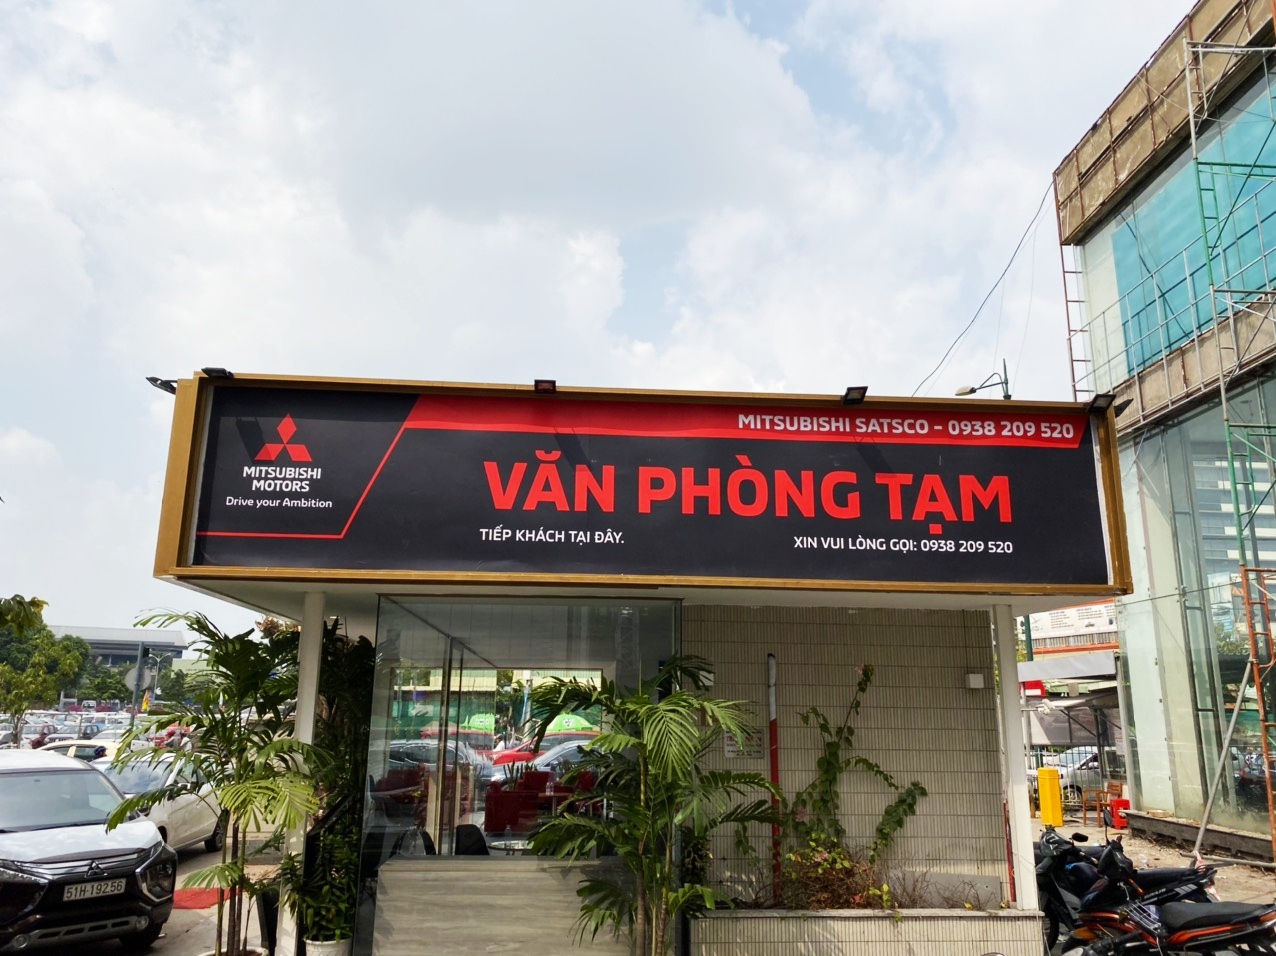 MITSUBISHI SATSCO - 0938 209 520
MITSUBISHI
MOTORS
Drive your Ambition
VĂN PHÒNG TẠM
TIẾP KHÁCH TẠI ĐÂY.
XIN VUI LÒNG GỌI: 0938 209 520
51H-192.56